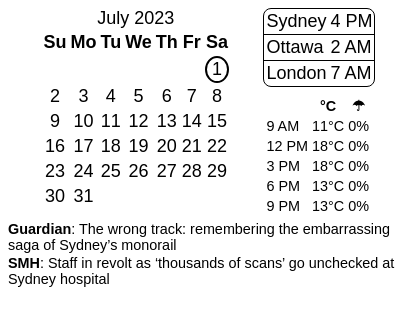 July 2023
Su Mo Tu We Th Fr Sa
1
2 3 4 5 6 7 8
9 10 11 12 13 14 15
16 17 18 19 20 21 22
23 24 25 26 27 28 29
30 31
Sydney 4 PM
Ottawa 2 AM
London 7 AM
°C ☂
9 AM 11°C 0%
12 PM 18°C 0%
3 PM 18°C 0%
6 PM 13°C 0%
9 PM 13°C 0%
Guardian: The wrong track: remembering the embarrassing
saga of Sydney’s monorail
SMH: Staff in revolt as ‘thousands of scans’ go unchecked at
Sydney hospital